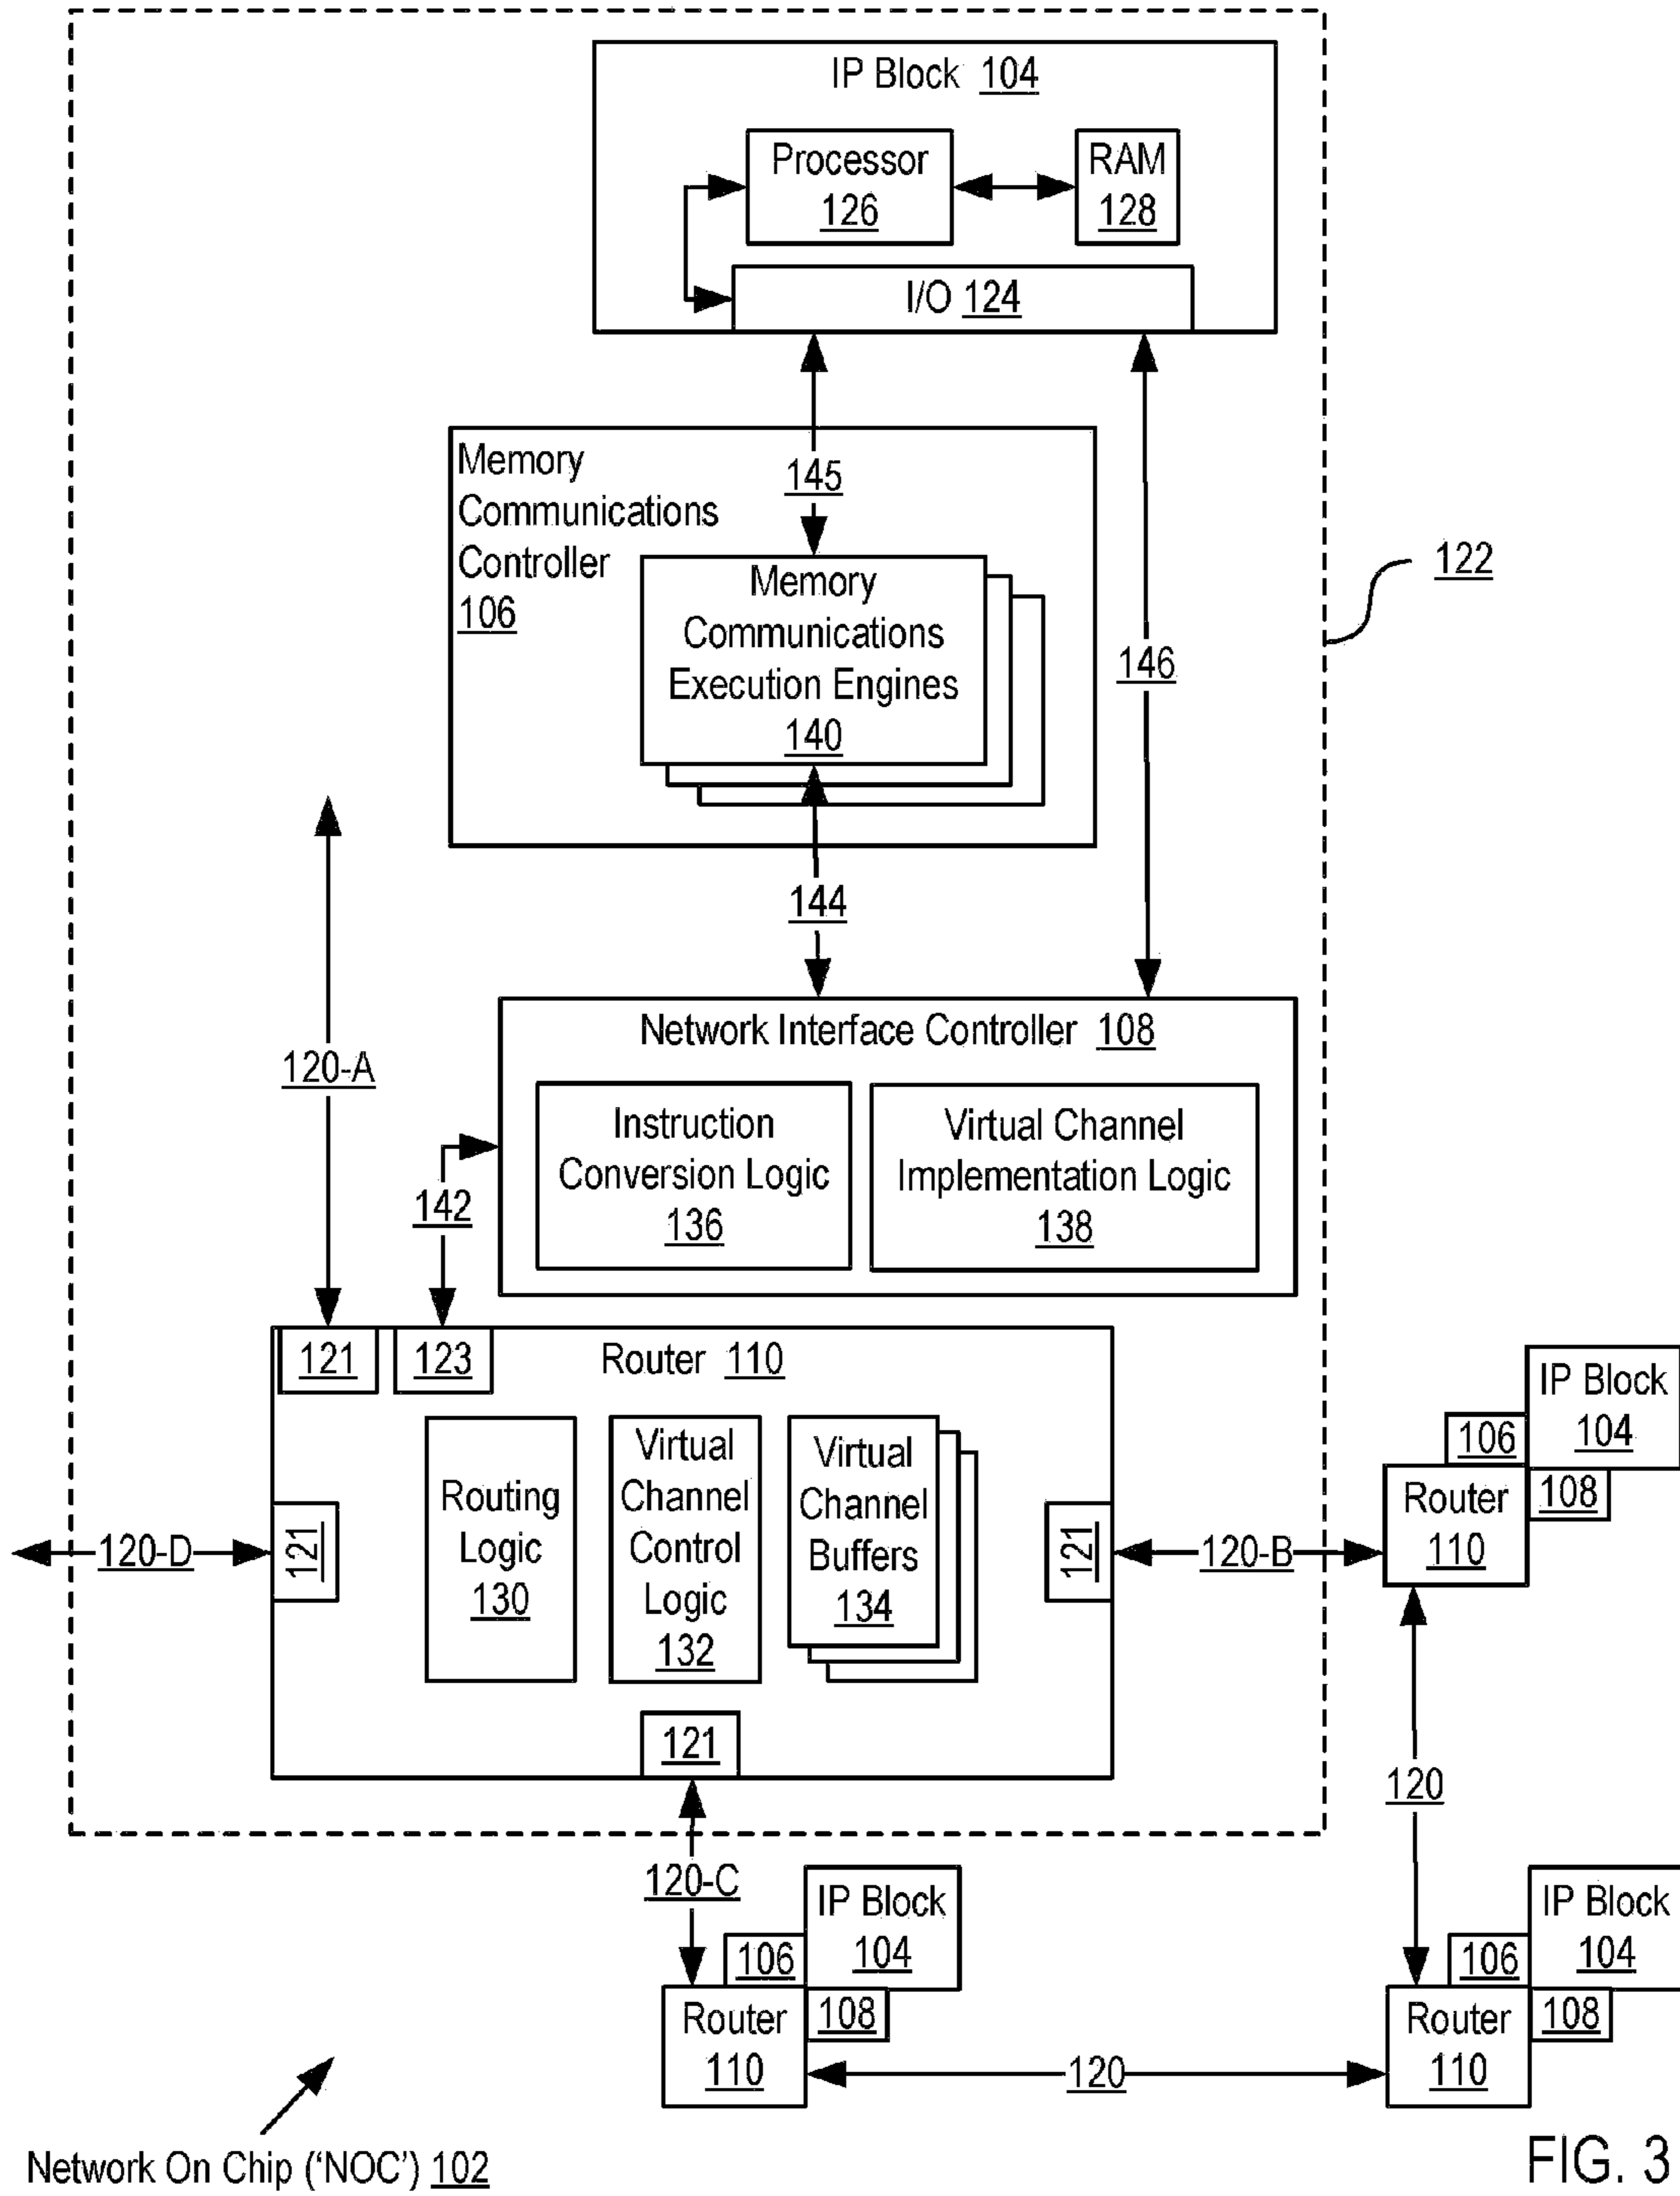 IP Block 104
Processor
126
RAM
128
I/O 124
Memory
Communications
Controller
106
145
Memory
Communications
Execution Engines
140
122
146
144
120-A
Network Interface Controller 108
Instruction
Conversion Logic
136
Virtual Channel
Implementation Logic
138
142
121
123
Router 110
Routing
Logic
130
Virtual
Channel
Control
Logic
132
Virtual
Channel
Buffers
134
121
121
121
120-D
120-B
IP Block
104
106
108
Router
110
120
120-C
IP Block
104
106
108
Router
110
120
IP Block
104
106
108
Router
110
Network On Chip (‘NOC’) 102
FIG. 3